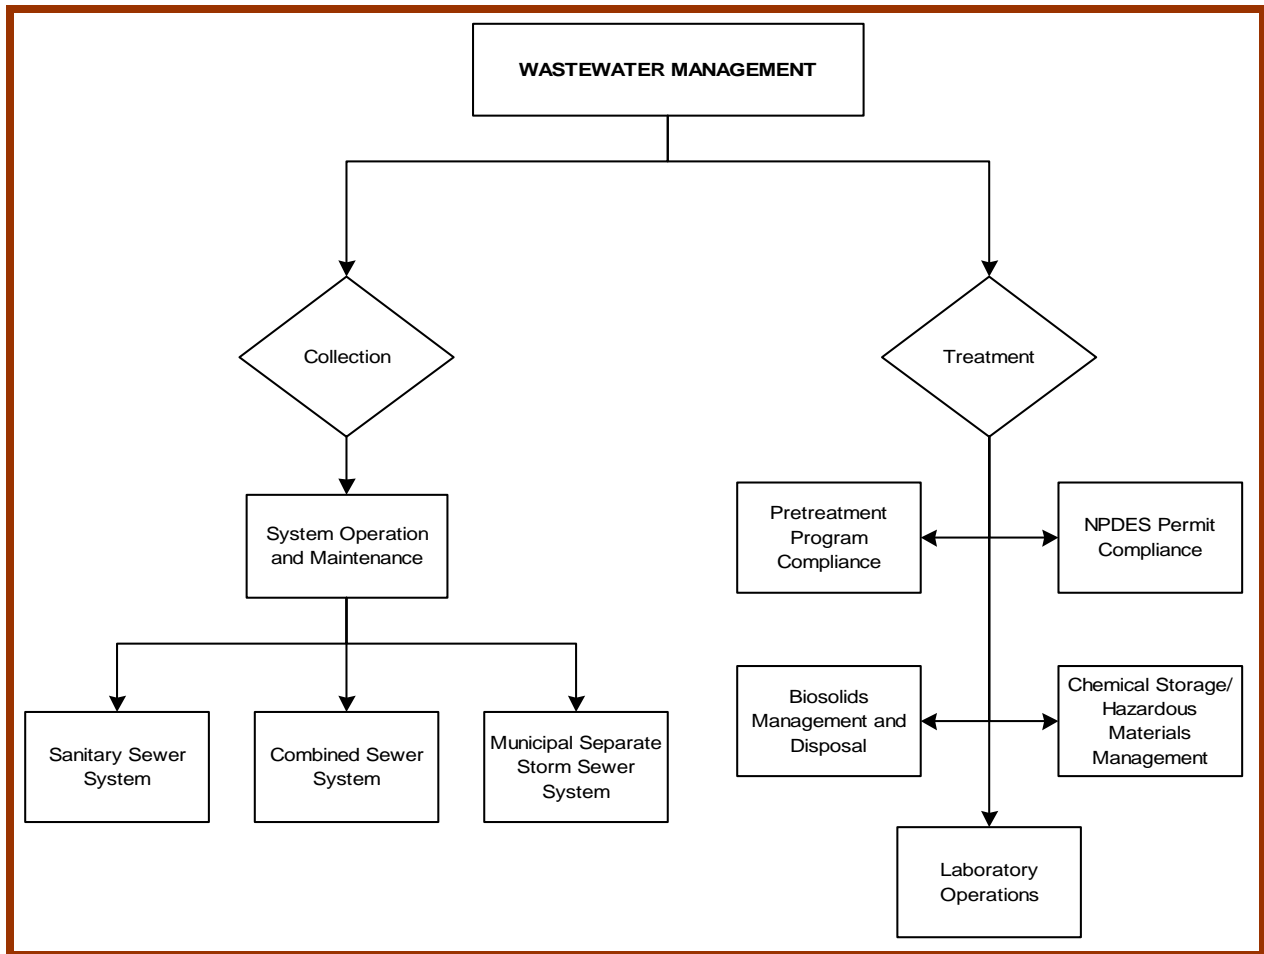 WASTEWATER MANAGEMENT
Collection
Treatment
System Operation
and Maintenance
Pretreatment
Program
Compliance
NPDES Permit
Compliance
Sanitary Sewer
System
Combined Sewer
System
Municipal Separate
Storm Sewer
System
Biosolids
Management and
Disposal
Chemical Storage/
Hazardous
Materials
Management
Laboratory
Operations